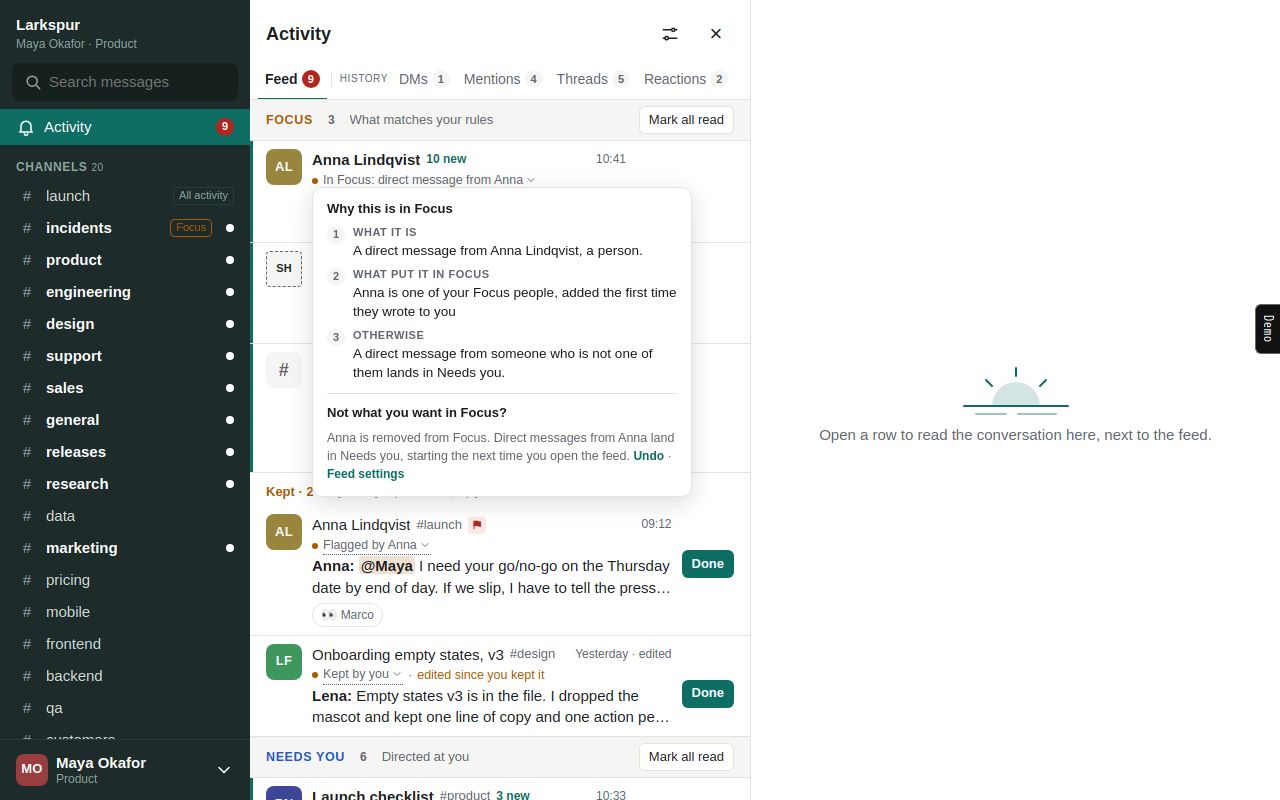 Larkspur
Maya Okafor · Product
Search messages
Activity
9
CHANNELS 20
# launch All activity
# incidents Focus
# product
# engineering
# design
# support
# sales
# general
# releases
# research
# data
# marketing
# pricing
# mobile
# frontend
# backend
# qa
# customers
MO
Maya Okafor
Product
Activity
Feed 9 HISTORY DMs 1 Mentions 4 Threads 5 Reactions 2
FOCUS 3 What matches your rules Mark all read
AL
Anna Lindqvist 10 new 10:41
In Focus: direct message from Anna
SH
#
Why this is in Focus
1 WHAT IT IS
A direct message from Anna Lindqvist, a person.
2 WHAT PUT IT IN FOCUS
Anna is one of your Focus people, added the first time
they wrote to you
3 OTHERWISE
A direct message from someone who is not one of
them lands in Needs you.
Not what you want in Focus?
Anna is removed from Focus. Direct messages from Anna land
in Needs you, starting the next time you open the feed. Undo ·
Feed settings
Kept · 2
AL
Anna Lindqvist #launch 09:12
Flagged by Anna
Anna: @Maya I need your go/no-go on the Thursday
date by end of day. If we slip, I have to tell the press…
👀 Marco
Done
LF
Onboarding empty states, v3 #design Yesterday · edited
Kept by you · edited since you kept it
Lena: Empty states v3 is in the file. I dropped the
mascot and kept one line of copy and one action pe…
Done
NEEDS YOU 6 Directed at you Mark all read
Launch checklist #product 3 new 10:33
Open a row to read the conversation here, next to the feed.
Demo